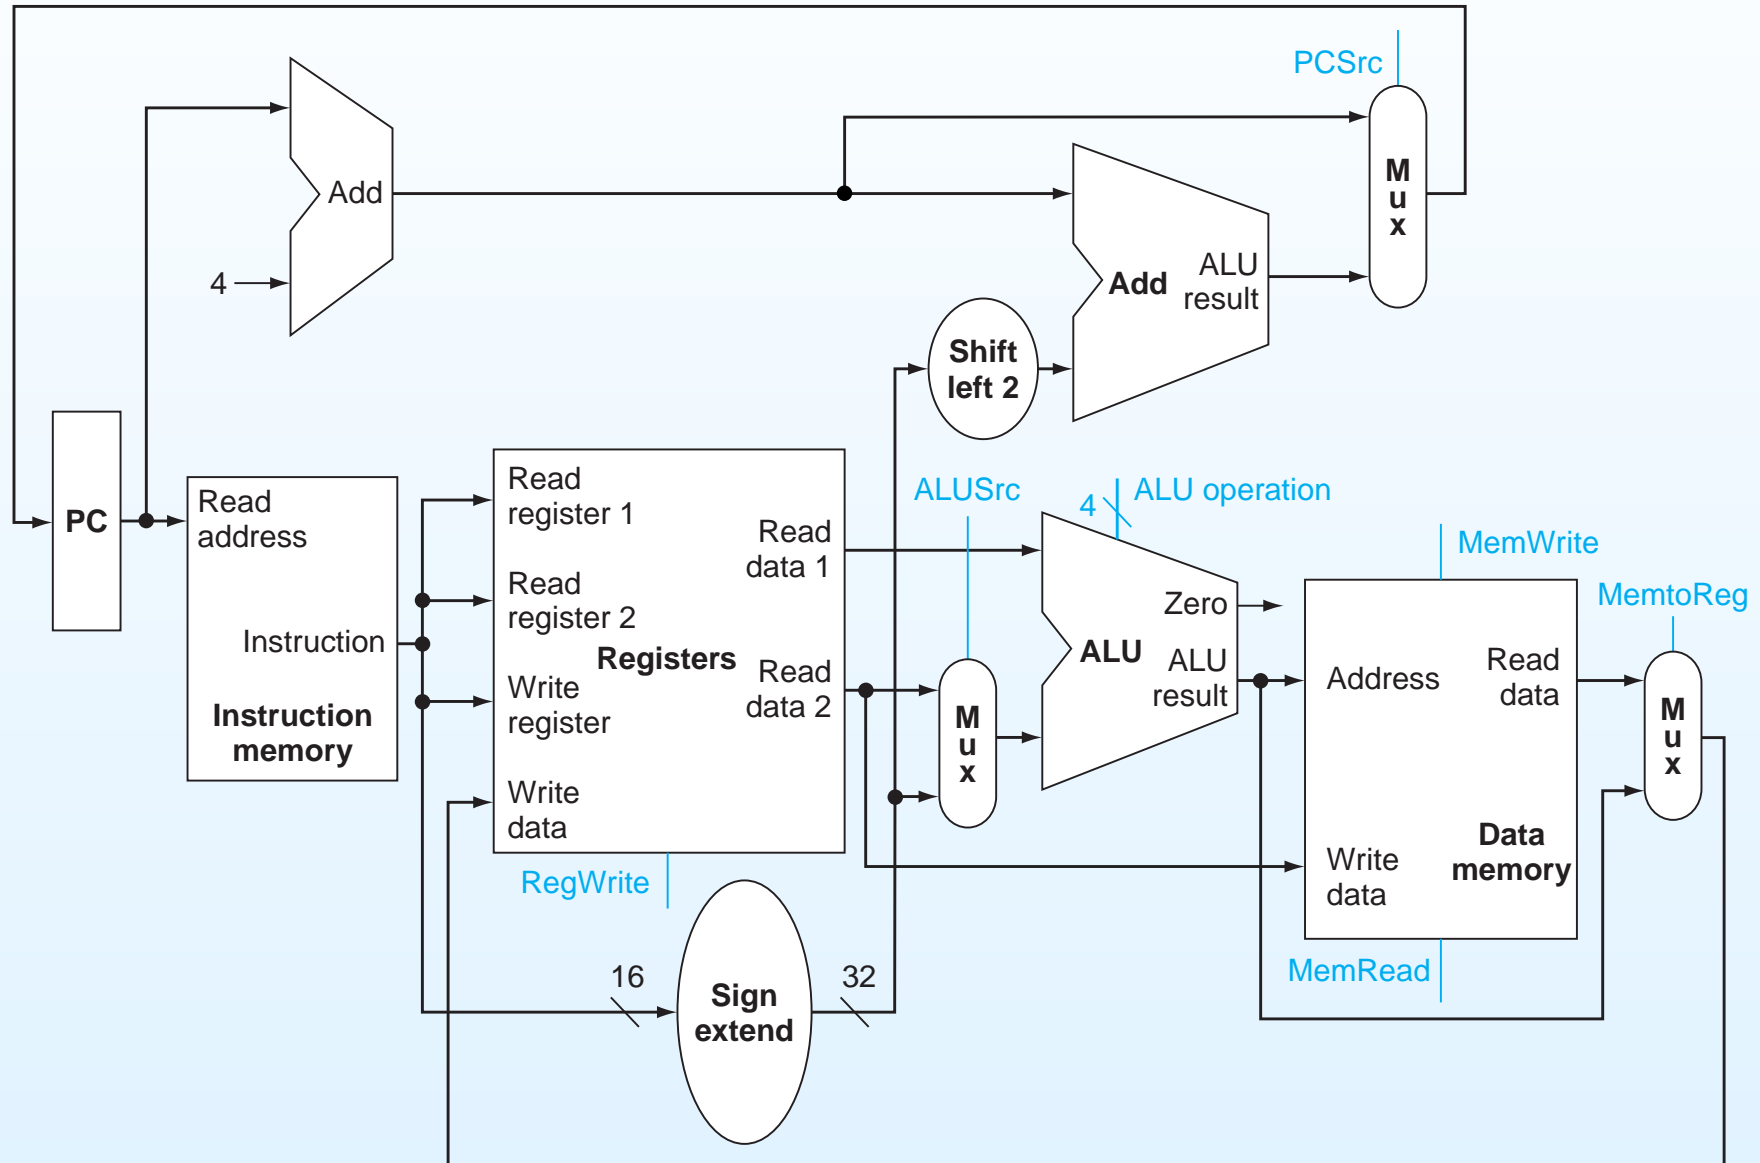 PCSrc
Add
4
M
u
x
Add
ALU
result
Shift
left 2
PC
Read
address
Instruction
Instruction
memory
Read
register 1
Read
register 2
Write
register
Write
data
Registers
Read
data 1
Read
data 2
RegWrite
16
Sign
extend
32
ALUSrc
M
u
x
4
ALU operation
Zero
ALU
ALU
result
MemWrite
Address
Read
data
Write
data
Data
memory
MemRead
MemtoReg
M
u
x